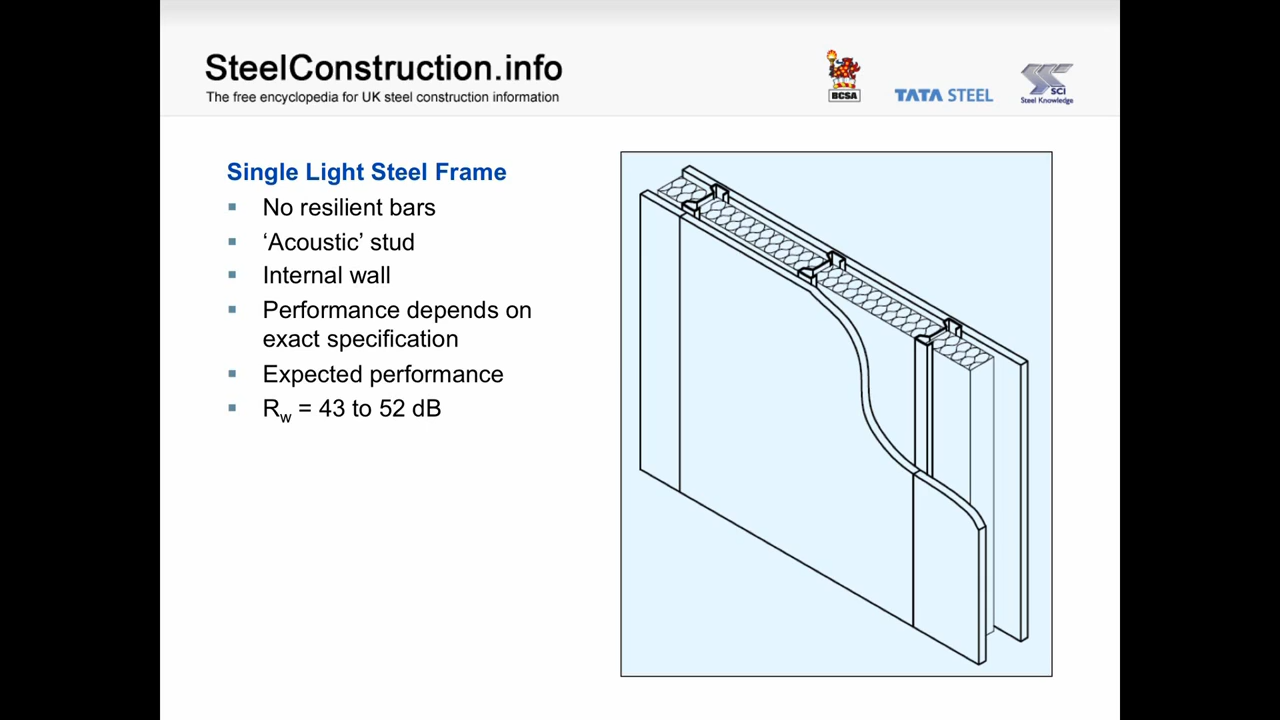 SteelConstruction.info
The free encyclopedia for UK steel construction information
BCSA
TATA STEEL
SCI
Steel Knowledge
Single Light Steel Frame
No resilient bars
‘Acoustic’ stud
Internal wall
Performance depends on
exact specification
Expected performance
Rw = 43 to 52 dB